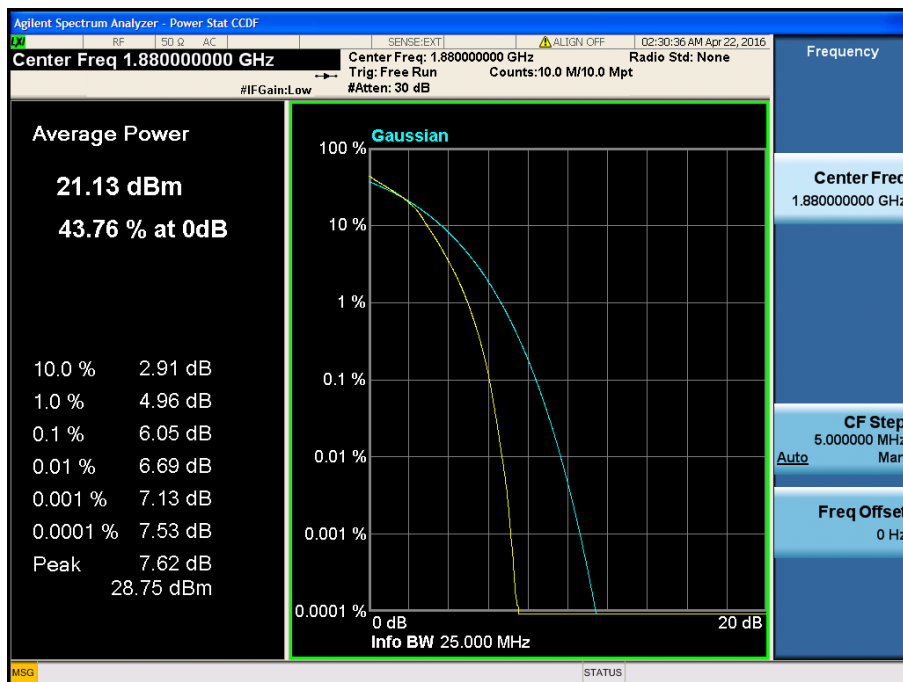 Agilent Spectrum Analyzer - Power Stat CCDF
LXI RF 50 Ω AC SENSE:EXT ALIGN OFF 02:30:36 AM Apr 22, 2016
Center Freq 1.880000000 GHz
Center Freq: 1.880000000 GHz Radio Std: None
Trig: Free Run Counts:10.0 M/10.0 Mpt
#IFGain:Low #Atten: 30 dB
Average Power
21.13 dBm
43.76 % at 0dB
10.0 % 2.91 dB
1.0 % 4.96 dB
0.1 % 6.05 dB
0.01 % 6.69 dB
0.001 % 7.13 dB
0.0001 % 7.53 dB
Peak 7.62 dB
28.75 dBm
Gaussian
100 %
10 %
1 %
0.1 %
0.01 %
0.001 %
0.0001 %
0 dB 20 dB
Info BW 25.000 MHz
Frequency
Center Freq
1.880000000 GHz
CF Step
5.000000 MHz
Auto Man
Freq Offset
0 Hz
MSG STATUS